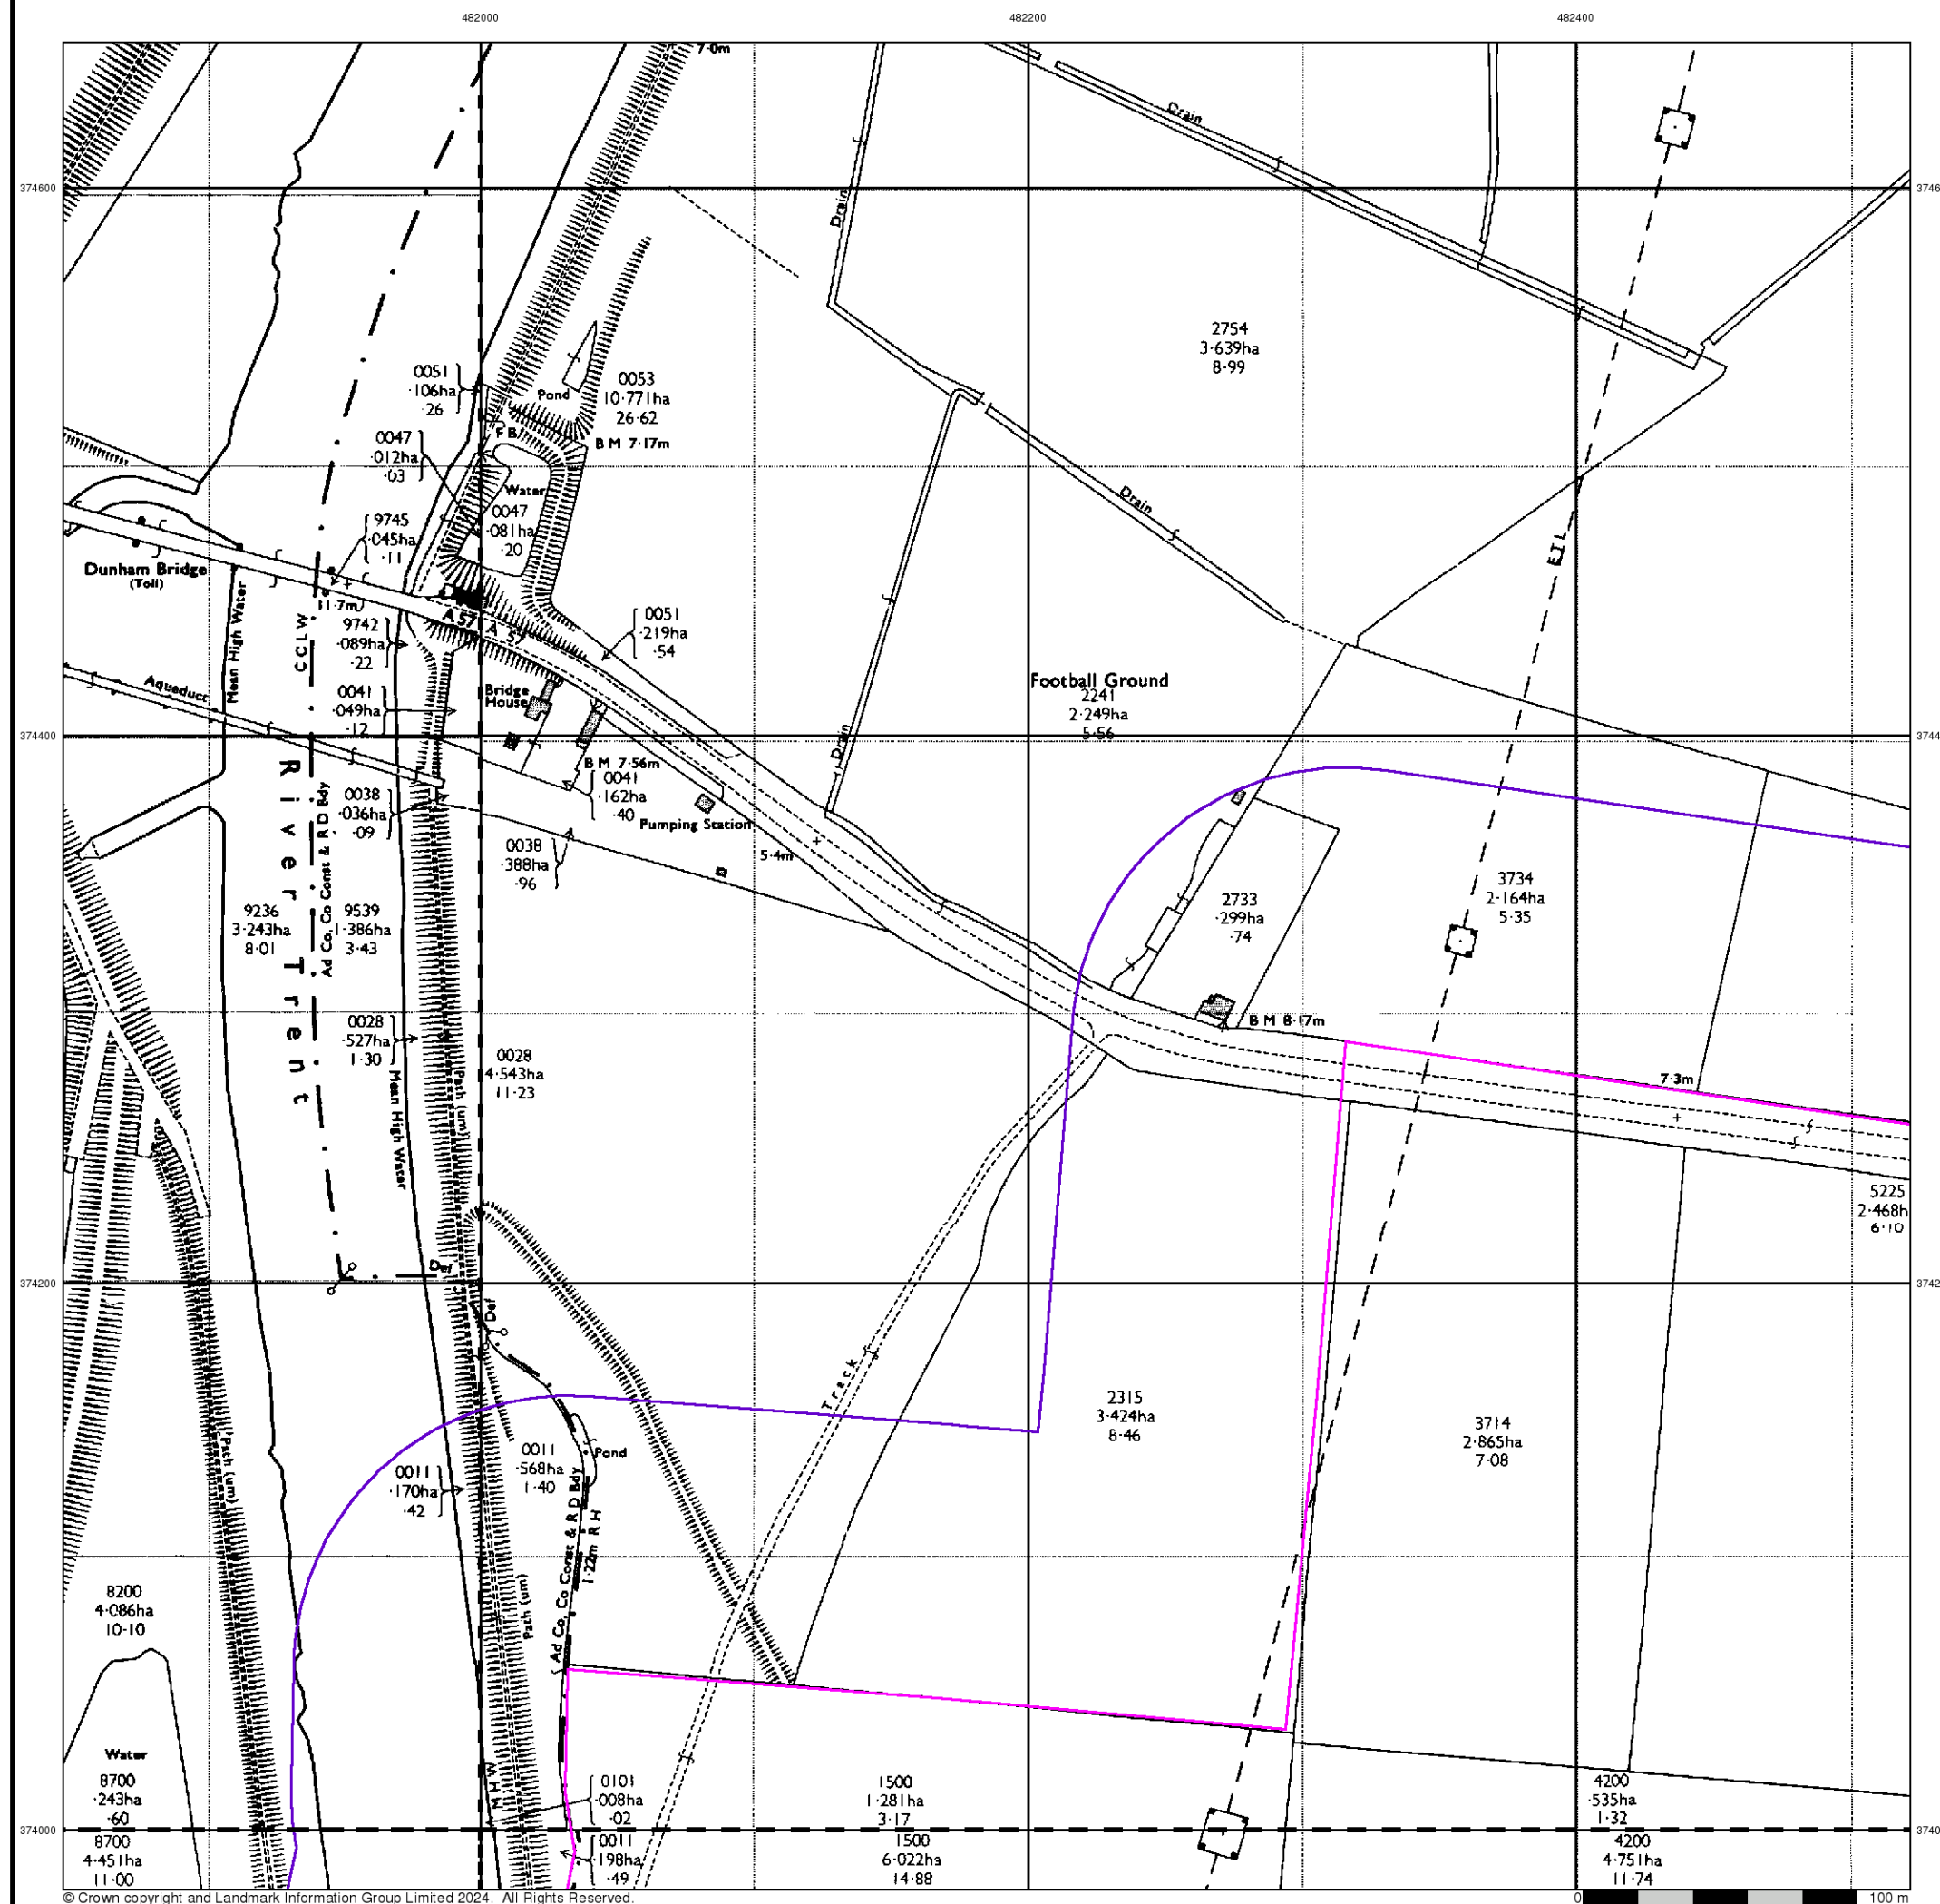 482000
482200
482400
7·0m
Drain
374600
3746
Drain
2754
3·639ha
8·99
0051
·106ha
·26
Pond
0053
10·771ha
26·62
0047
·012ha
·03
F B
B M 7·17m
Water
0047
·081ha
·20
Drain
9745
·045ha
·11
E T L
Dunham Bridge
(Toll)
Mean High Water
11·7m
C C L W
A 57
A 57
9742
·089ha
·22
0051
·219ha
·54
Aqueduct
0041
·049ha
·12
Bridge
House
Football Ground
2241
2·249ha
5·56
Drain
374400
3744
B M 7·56m
0041
·162ha
·40
0038
·036ha
·09
Pumping Station
5·4m
0038
·388ha
·96
River Trent
Ad Co, Co Const & R D Bdy
9236
3·243ha
8·01
9539
1·386ha
3·43
2733
·299ha
·74
3734
2·164ha
5·35
0028
·527ha
1·30
B M 8·17m
0028
4·543ha
11·23
Path (um)
Mean High Water
7·3m
5225
2·468h
6·10
Def
374200
3742
Def
Track
2315
3·424ha
8·46
3714
2·865ha
7·08
Path (um)
0011
·170ha
·42
0011
·568ha
1·40
Pond
Ad Co, Co Const & R D Bdy
1·22m R H
Path (um)
8200
4·086ha
10·10
Water
8700
·243ha
·60
M H W
0101
·008ha
·02
1500
1·281ha
3·17
4200
·535ha
1·32
374000
3740
8700
4·451ha
11·00
0011
·198ha
·49
1500
6·022ha
14·88
4200
4·751ha
11·74
© Crown copyright and Landmark Information Group Limited 2024. All Rights Reserved.
0
100 m